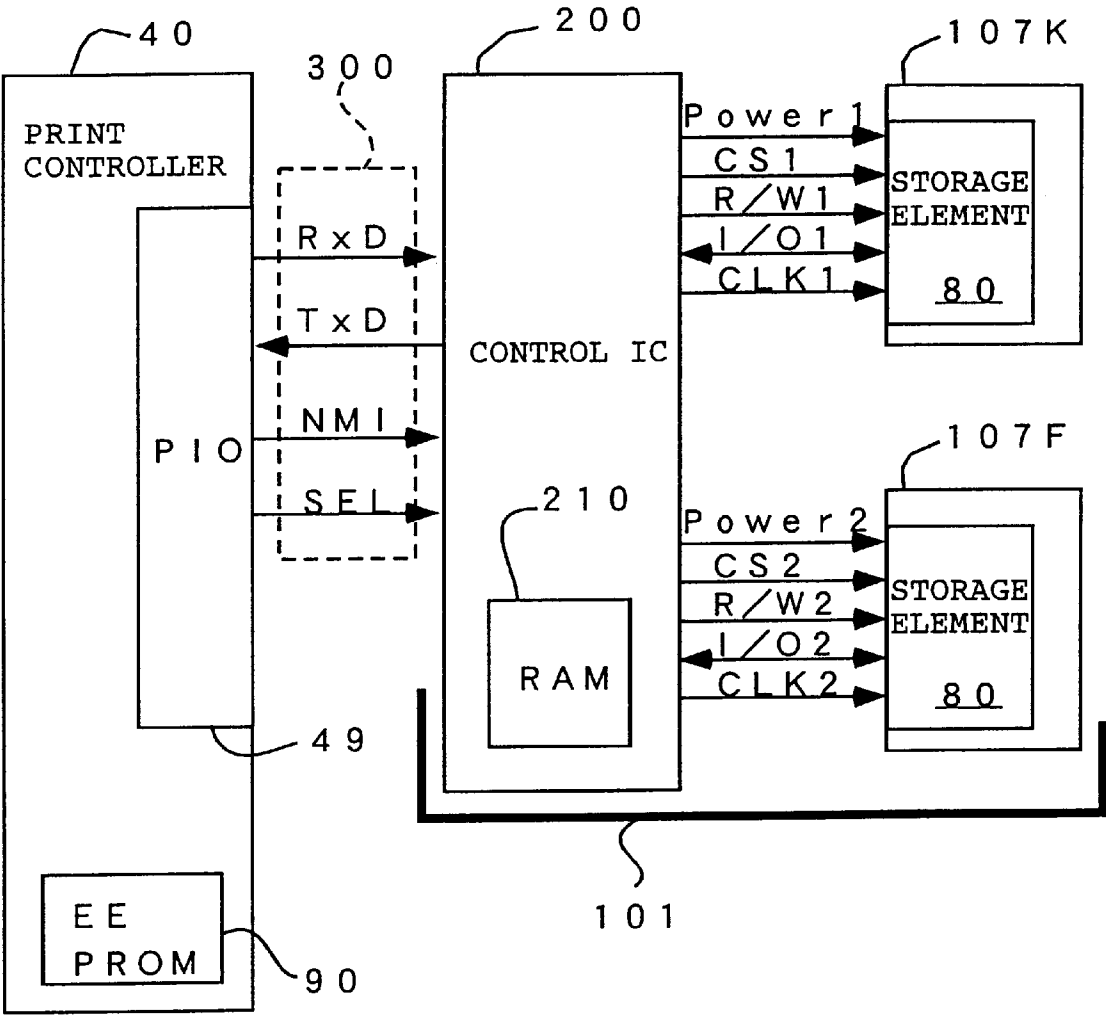 40
PRINT
CONTROLLER
300
RxD
TxD
NMI
SEL
PIO
49
EE
PROM
90
200
CONTROL IC
210
RAM
Power1
CS1
R/W1
I/O1
CLK1
107K
STORAGE
ELEMENT
80
Power2
CS2
R/W2
I/O2
CLK2
107F
STORAGE
ELEMENT
80
101